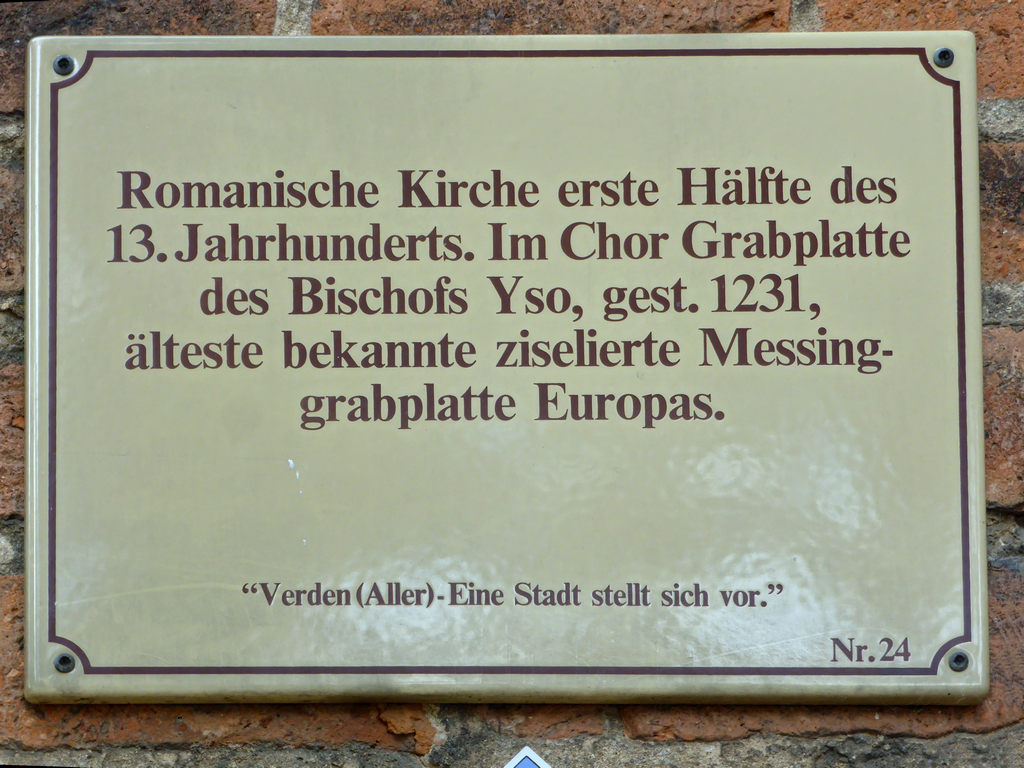 Romanische Kirche erste Hälfte des
13. Jahrhunderts. Im Chor Grabplatte
des Bischofs Yso, gest. 1231,
älteste bekannte ziselierte Messing-
grabplatte Europas.
“Verden (Aller) - Eine Stadt stellt sich vor.”
Nr. 24